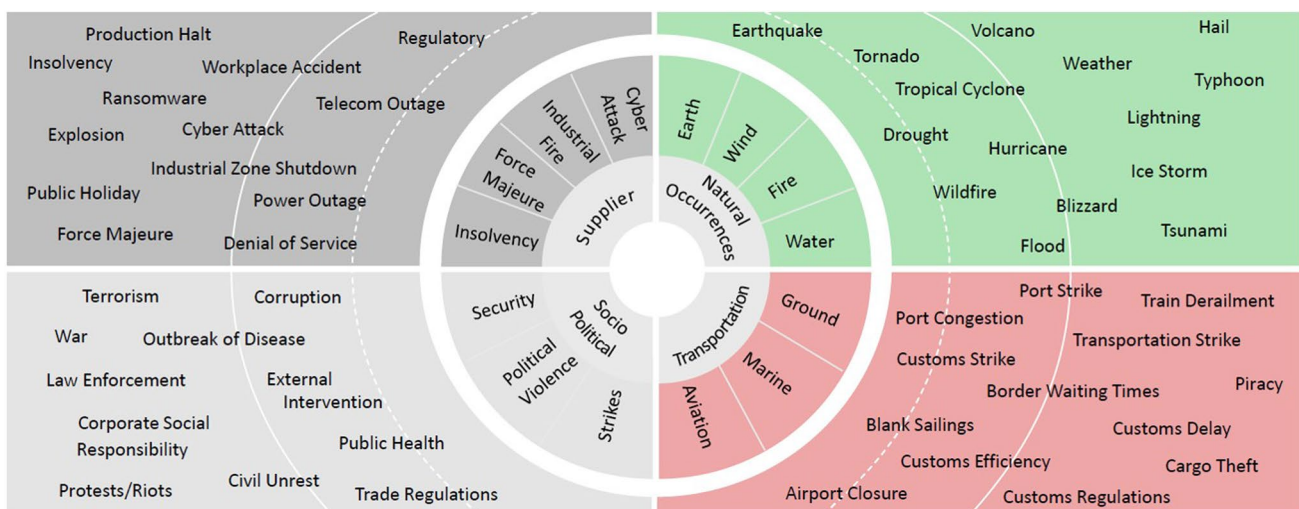 Production Halt
Regulatory
Insolvency
Workplace Accident
Ransomware
Telecom Outage
Explosion
Cyber Attack
Industrial Zone Shutdown
Public Holiday
Power Outage
Force Majeure
Denial of Service
Cyber
Attack
Industrial
Fire
Force
Majeure
Insolvency
Supplier
Earthquake
Volcano
Hail
Tornado
Weather
Typhoon
Tropical Cyclone
Lightning
Drought
Hurricane
Ice Storm
Wildfire
Blizzard
Tsunami
Flood
Earth
Wind
Fire
Water
Natural
Occurrences
Terrorism
Corruption
War
Outbreak of Disease
Law Enforcement
External
Intervention
Corporate Social
Responsibility
Public Health
Protests/Riots
Civil Unrest
Trade Regulations
Security
Political
Violence
Strikes
Socio
Political
Transportation
Ground
Marine
Aviation
Port Strike
Train Derailment
Port Congestion
Transportation Strike
Customs Strike
Border Waiting Times
Piracy
Blank Sailings
Customs Delay
Customs Efficiency
Cargo Theft
Airport Closure
Customs Regulations